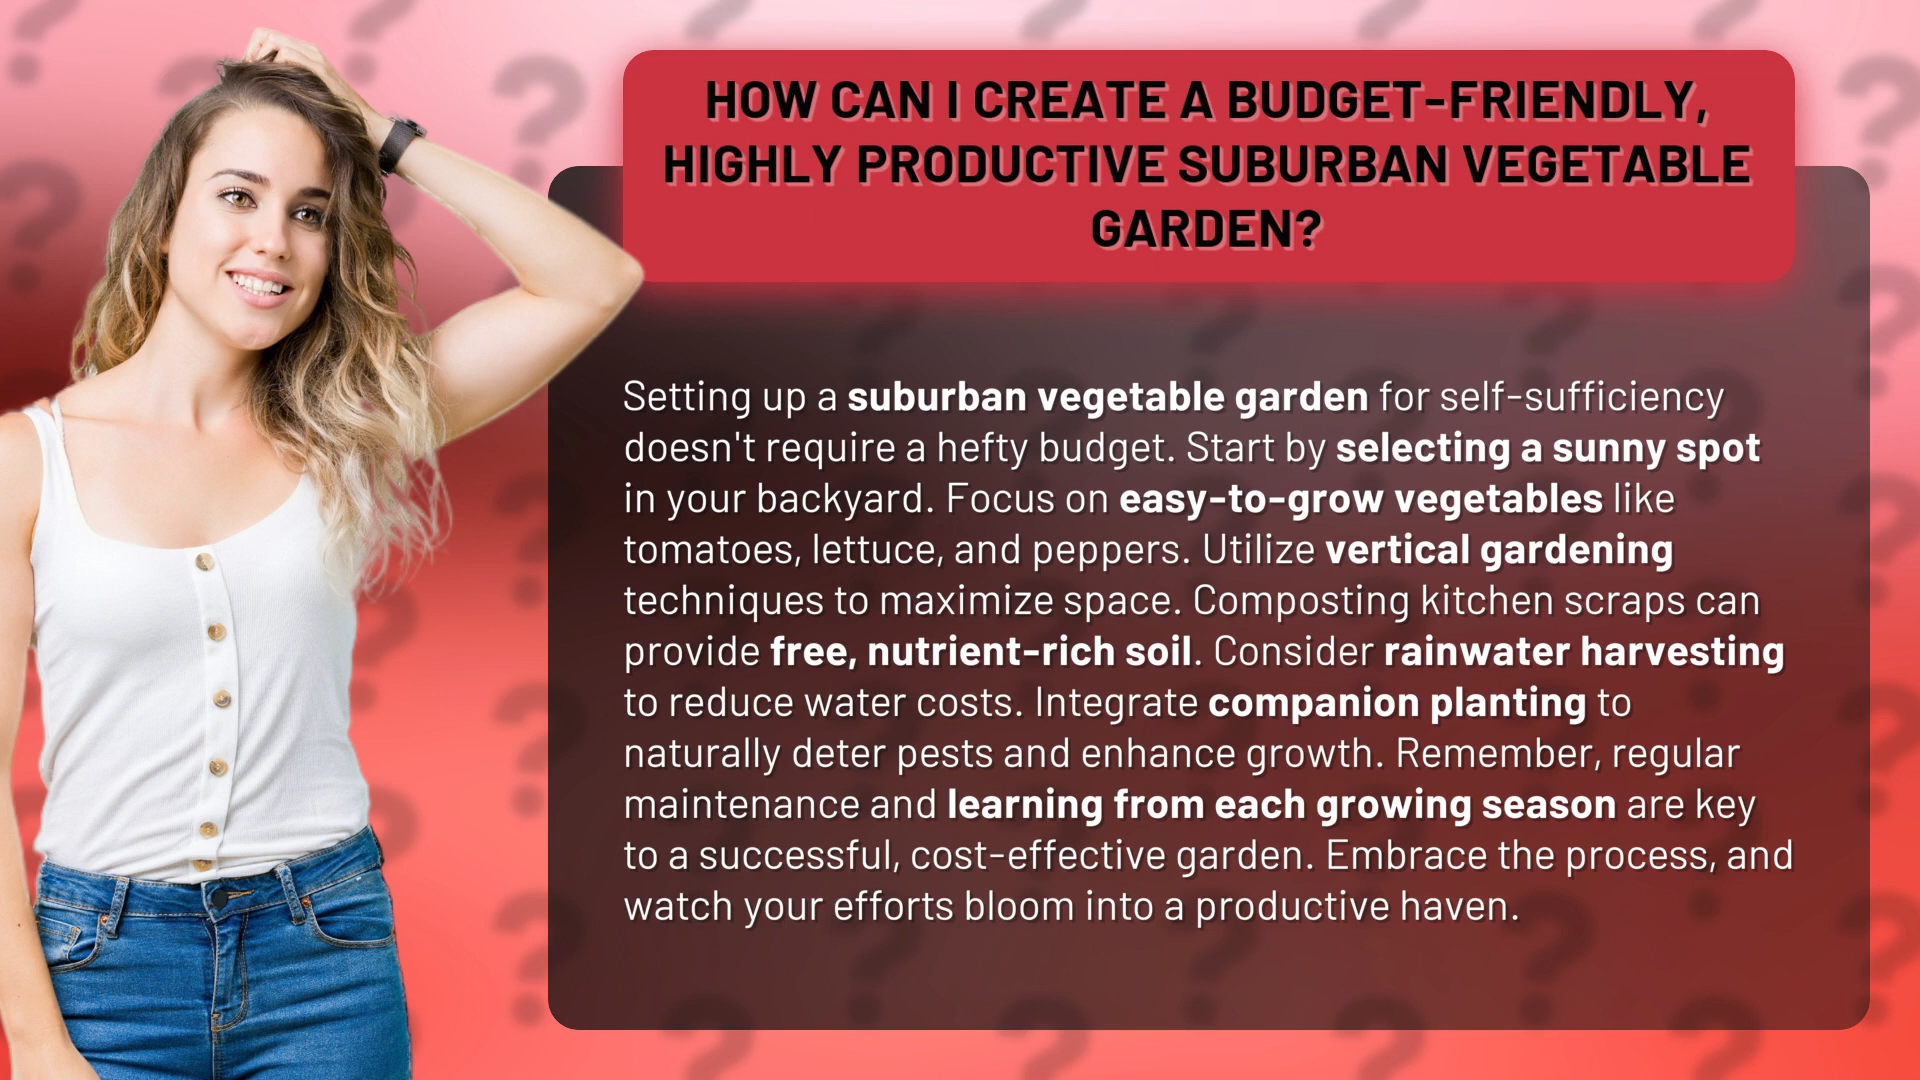 HOW CAN I CREATE A BUDGET-FRIENDLY,
HIGHLY PRODUCTIVE SUBURBAN VEGETABLE
GARDEN?
Setting up a suburban vegetable garden for self-sufficiency
doesn't require a hefty budget. Start by selecting a sunny spot
in your backyard. Focus on easy-to-grow vegetables like
tomatoes, lettuce, and peppers. Utilize vertical gardening
techniques to maximize space. Composting kitchen scraps can
provide free, nutrient-rich soil. Consider rainwater harvesting
to reduce water costs. Integrate companion planting to
naturally deter pests and enhance growth. Remember, regular
maintenance and learning from each growing season are key
to a successful, cost-effective garden. Embrace the process, and
watch your efforts bloom into a productive haven.